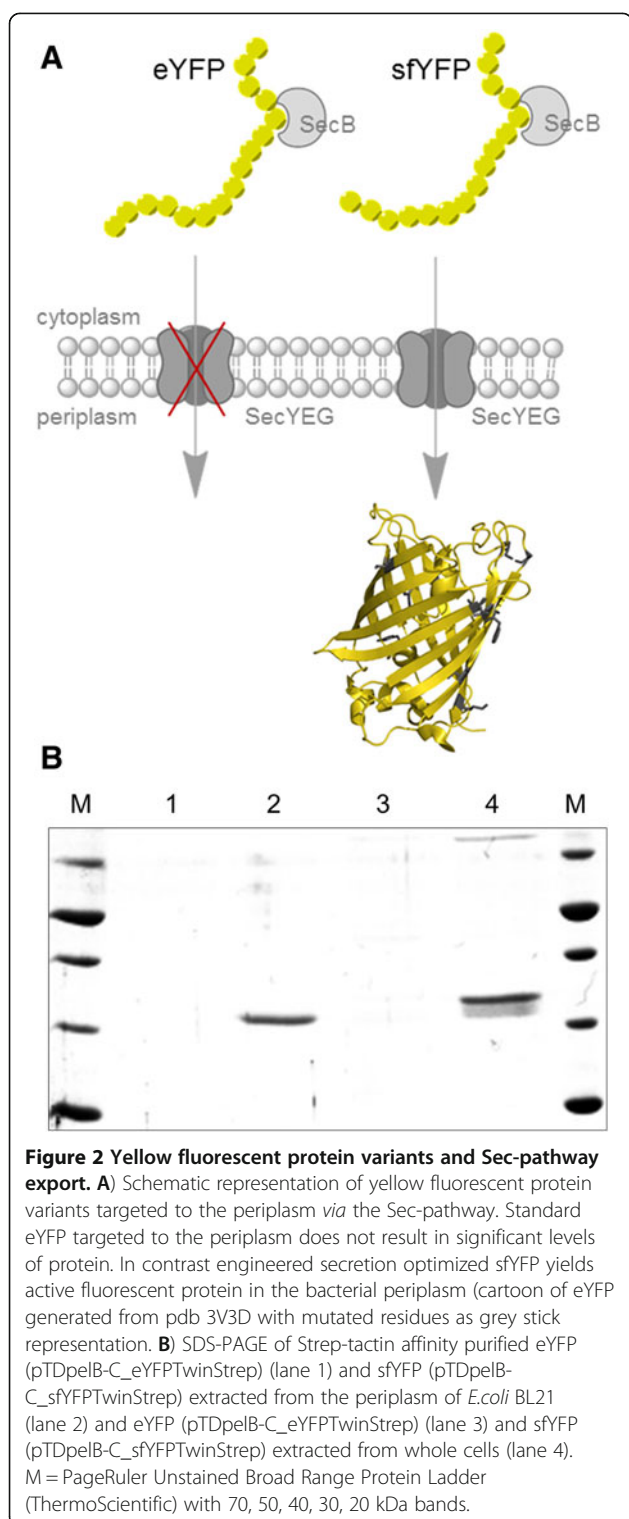 A
eYFP
sfYFP
SecB
SecB
cytoplasm
periplasm
SecYEG
SecYEG
B
M 1 2 3 4 M
Figure 2 Yellow fluorescent protein variants and Sec-pathway
export. A) Schematic representation of yellow fluorescent protein
variants targeted to the periplasm via the Sec-pathway. Standard
eYFP targeted to the periplasm does not result in significant levels
of protein. In contrast engineered secretion optimized sfYFP yields
active fluorescent protein in the bacterial periplasm (cartoon of eYFP
generated from pdb 3V3D with mutated residues as grey stick
representation. B) SDS-PAGE of Strep-tactin affinity purified eYFP
(pTDpelB-C_eYFPTwinStrep) (lane 1) and sfYFP (pTDpelB-
C_sfYFPTwinStrep) extracted from the periplasm of E.coli BL21
(lane 2) and eYFP (pTDpelB-C_eYFPTwinStrep) (lane 3) and sfYFP
(pTDpelB-C_sfYFPTwinStrep) extracted from whole cells (lane 4).
M = PageRuler Unstained Broad Range Protein Ladder
(ThermoScientific) with 70, 50, 40, 30, 20 kDa bands.